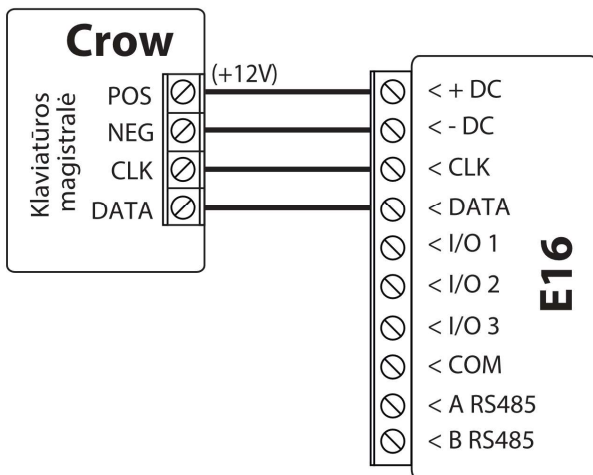 Crow
Klaviatūros
magistralė
POS
NEG
CLK
DATA
(+12V)
< + DC
< - DC
< CLK
< DATA
< I/O 1
< I/O 2
< I/O 3
< COM
< A RS485
< B RS485
E16